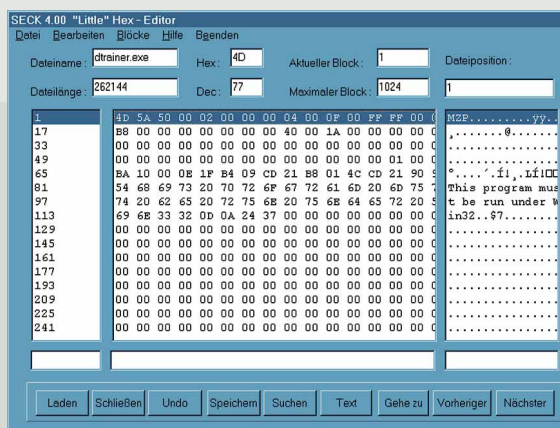 SECK 4.00 "Little" Hex - Editor
Datei Bearbeiten Blöcke Hilfe Beenden
Dateiname : dtrainer.exe Hex : 4D Aktueller Block : 1 Dateiposition :
Dateilänge : 262144 Dec : 77 Maximaler Block : 1024 1
1 4D 5A 50 00 02 00 00 00 04 00 0F 00 FF FF 00 MZP.........ÿÿ..
17 B8 00 00 00 00 00 00 00 40 00 1A 00 00 00 00 ¸.......@.......
33 00 00 00 00 00 00 00 00 00 00 00 00 00 00 00 ................
49 00 00 00 00 00 00 00 00 00 00 00 00 00 01 00 ................
65 BA 10 00 0E 1F B4 09 CD 21 B8 01 4C CD 21 90 º....´.Í!¸.LÍ!□□
81 54 68 69 73 20 70 72 6F 67 72 61 6D 20 6D 75 This program mus
97 74 20 62 65 20 72 75 6E 20 75 6E 64 65 72 20 t be run under W
113 69 6E 33 32 0D 0A 24 37 00 00 00 00 00 00 00 in32..$7........
129 00 00 00 00 00 00 00 00 00 00 00 00 00 00 00 ................
145 00 00 00 00 00 00 00 00 00 00 00 00 00 00 00 ................
161 00 00 00 00 00 00 00 00 00 00 00 00 00 00 00 ................
177 00 00 00 00 00 00 00 00 00 00 00 00 00 00 00 ................
193 00 00 00 00 00 00 00 00 00 00 00 00 00 00 00 ................
209 00 00 00 00 00 00 00 00 00 00 00 00 00 00 00 ................
225 00 00 00 00 00 00 00 00 00 00 00 00 00 00 00 ................
241 00 00 00 00 00 00 00 00 00 00 00 00 00 00 00 ................
Laden Schließen Undo Speichern Suchen Text Gehe zu Vorheriger Nächster